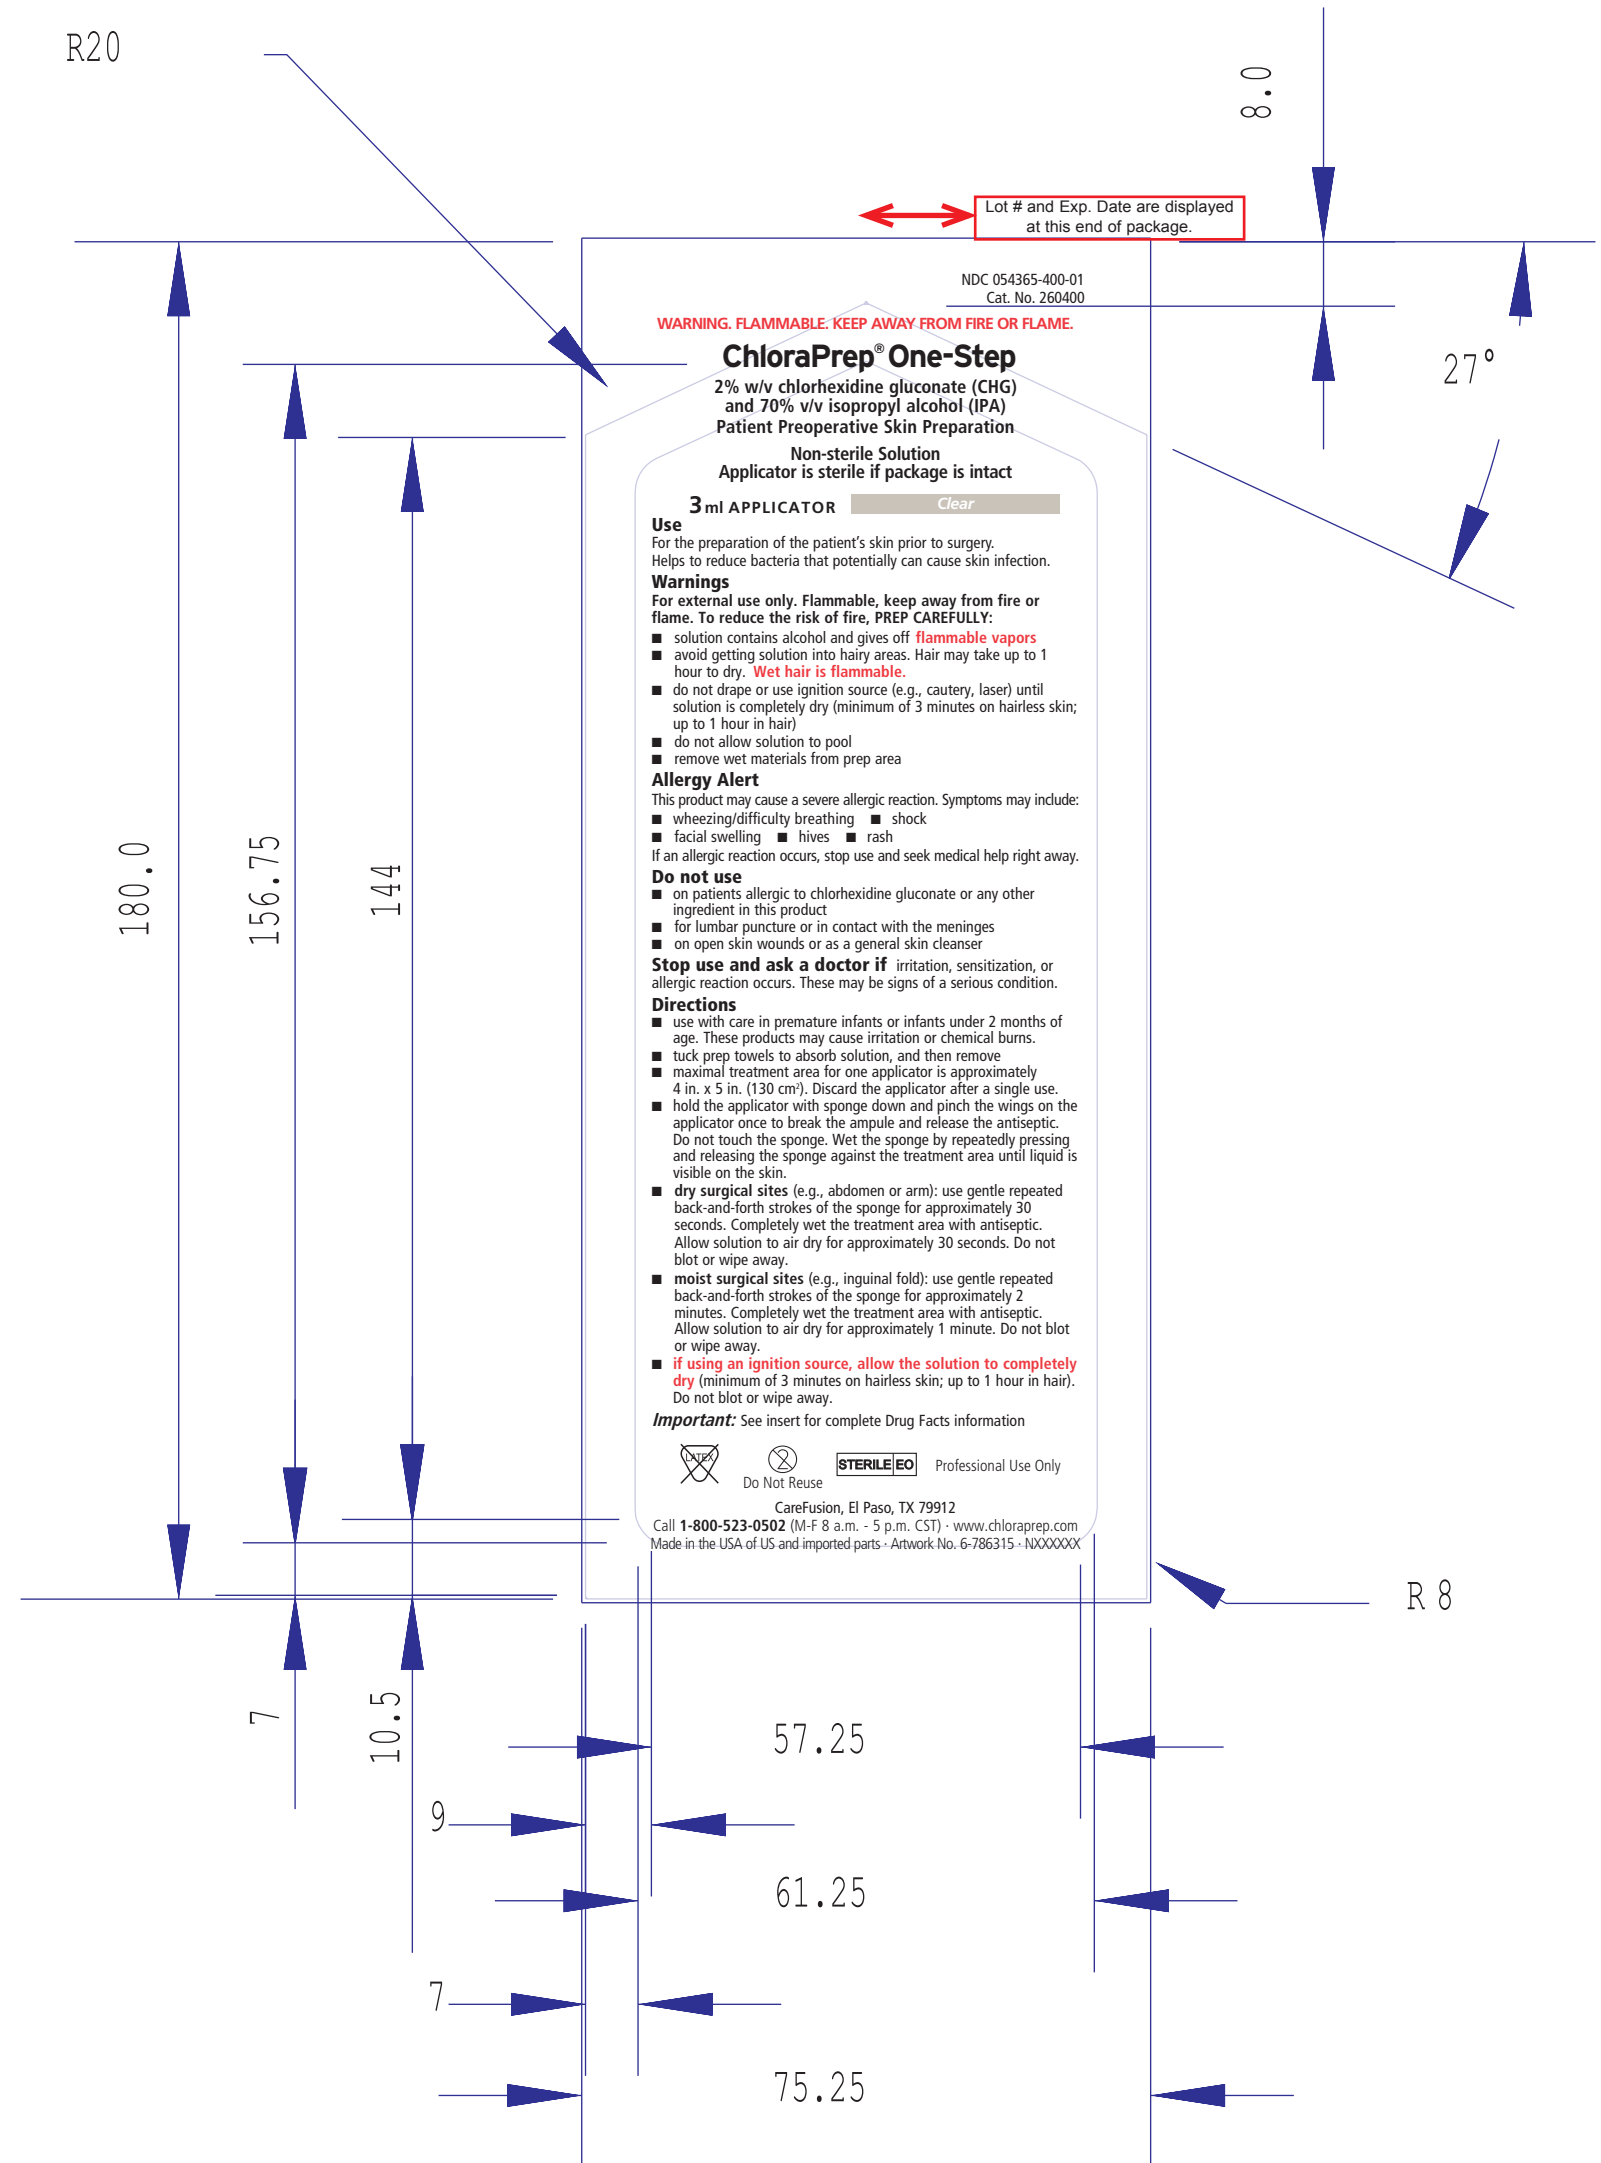 R20
8.0
Lot # and Exp. Date are displayed
at this end of package.
NDC 054365-400-01
Cat. No. 260400
WARNING. FLAMMABLE. KEEP AWAY FROM FIRE OR FLAME.
ChloraPrep® One-Step
27°
2% w/v chlorhexidine gluconate (CHG)
and 70% v/v isopropyl alcohol (IPA)
Patient Preoperative Skin Preparation
Non-sterile Solution
Applicator is sterile if package is intact
3 ml APPLICATOR Clear
Use
For the preparation of the patient's skin prior to surgery.
Helps to reduce bacteria that potentially can cause skin infection.
Warnings
For external use only. Flammable, keep away from fire or
flame. To reduce the risk of fire, PREP CAREFULLY:
■ solution contains alcohol and gives off flammable vapors
■ avoid getting solution into hairy areas. Hair may take up to 1
hour to dry. Wet hair is flammable.
■ do not drape or use ignition source (e.g., cautery, laser) until
solution is completely dry (minimum of 3 minutes on hairless skin;
up to 1 hour in hair)
■ do not allow solution to pool
■ remove wet materials from prep area
Allergy Alert
This product may cause a severe allergic reaction. Symptoms may include:
■ wheezing/difficulty breathing ■ shock
■ facial swelling ■ hives ■ rash
If an allergic reaction occurs, stop use and seek medical help right away.
180.0
156.75
144
Do not use
■ on patients allergic to chlorhexidine gluconate or any other
ingredient in this product
■ for lumbar puncture or in contact with the meninges
■ on open skin wounds or as a general skin cleanser
Stop use and ask a doctor if irritation, sensitization, or
allergic reaction occurs. These may be signs of a serious condition.
Directions
■ use with care in premature infants or infants under 2 months of
age. These products may cause irritation or chemical burns.
■ tuck prep towels to absorb solution, and then remove
■ maximal treatment area for one applicator is approximately
4 in. x 5 in. (130 cm²). Discard the applicator after a single use.
■ hold the applicator with sponge down and pinch the wings on the
applicator once to break the ampule and release the antiseptic.
Do not touch the sponge. Wet the sponge by repeatedly pressing
and releasing the sponge against the treatment area until liquid is
visible on the skin.
■ dry surgical sites (e.g., abdomen or arm): use gentle repeated
back-and-forth strokes of the sponge for approximately 30
seconds. Completely wet the treatment area with antiseptic.
Allow solution to air dry for approximately 30 seconds. Do not
blot or wipe away.
■ moist surgical sites (e.g., inguinal fold): use gentle repeated
back-and-forth strokes of the sponge for approximately 2
minutes. Completely wet the treatment area with antiseptic.
Allow solution to air dry for approximately 1 minute. Do not blot
or wipe away.
■ if using an ignition source, allow the solution to completely
dry (minimum of 3 minutes on hairless skin; up to 1 hour in hair).
Do not blot or wipe away.
Important: See insert for complete Drug Facts information
LATEX
2
Do Not Reuse
STERILE EO
Professional Use Only
CareFusion, El Paso, TX 79912
Call 1-800-523-0502 (M-F 8 a.m. - 5 p.m. CST) · www.chloraprep.com
Made in the USA of US and imported parts · Artwork No. 6-786315 · NXXXXXX
R 8
7
10.5
57.25
9
61.25
7
75.25